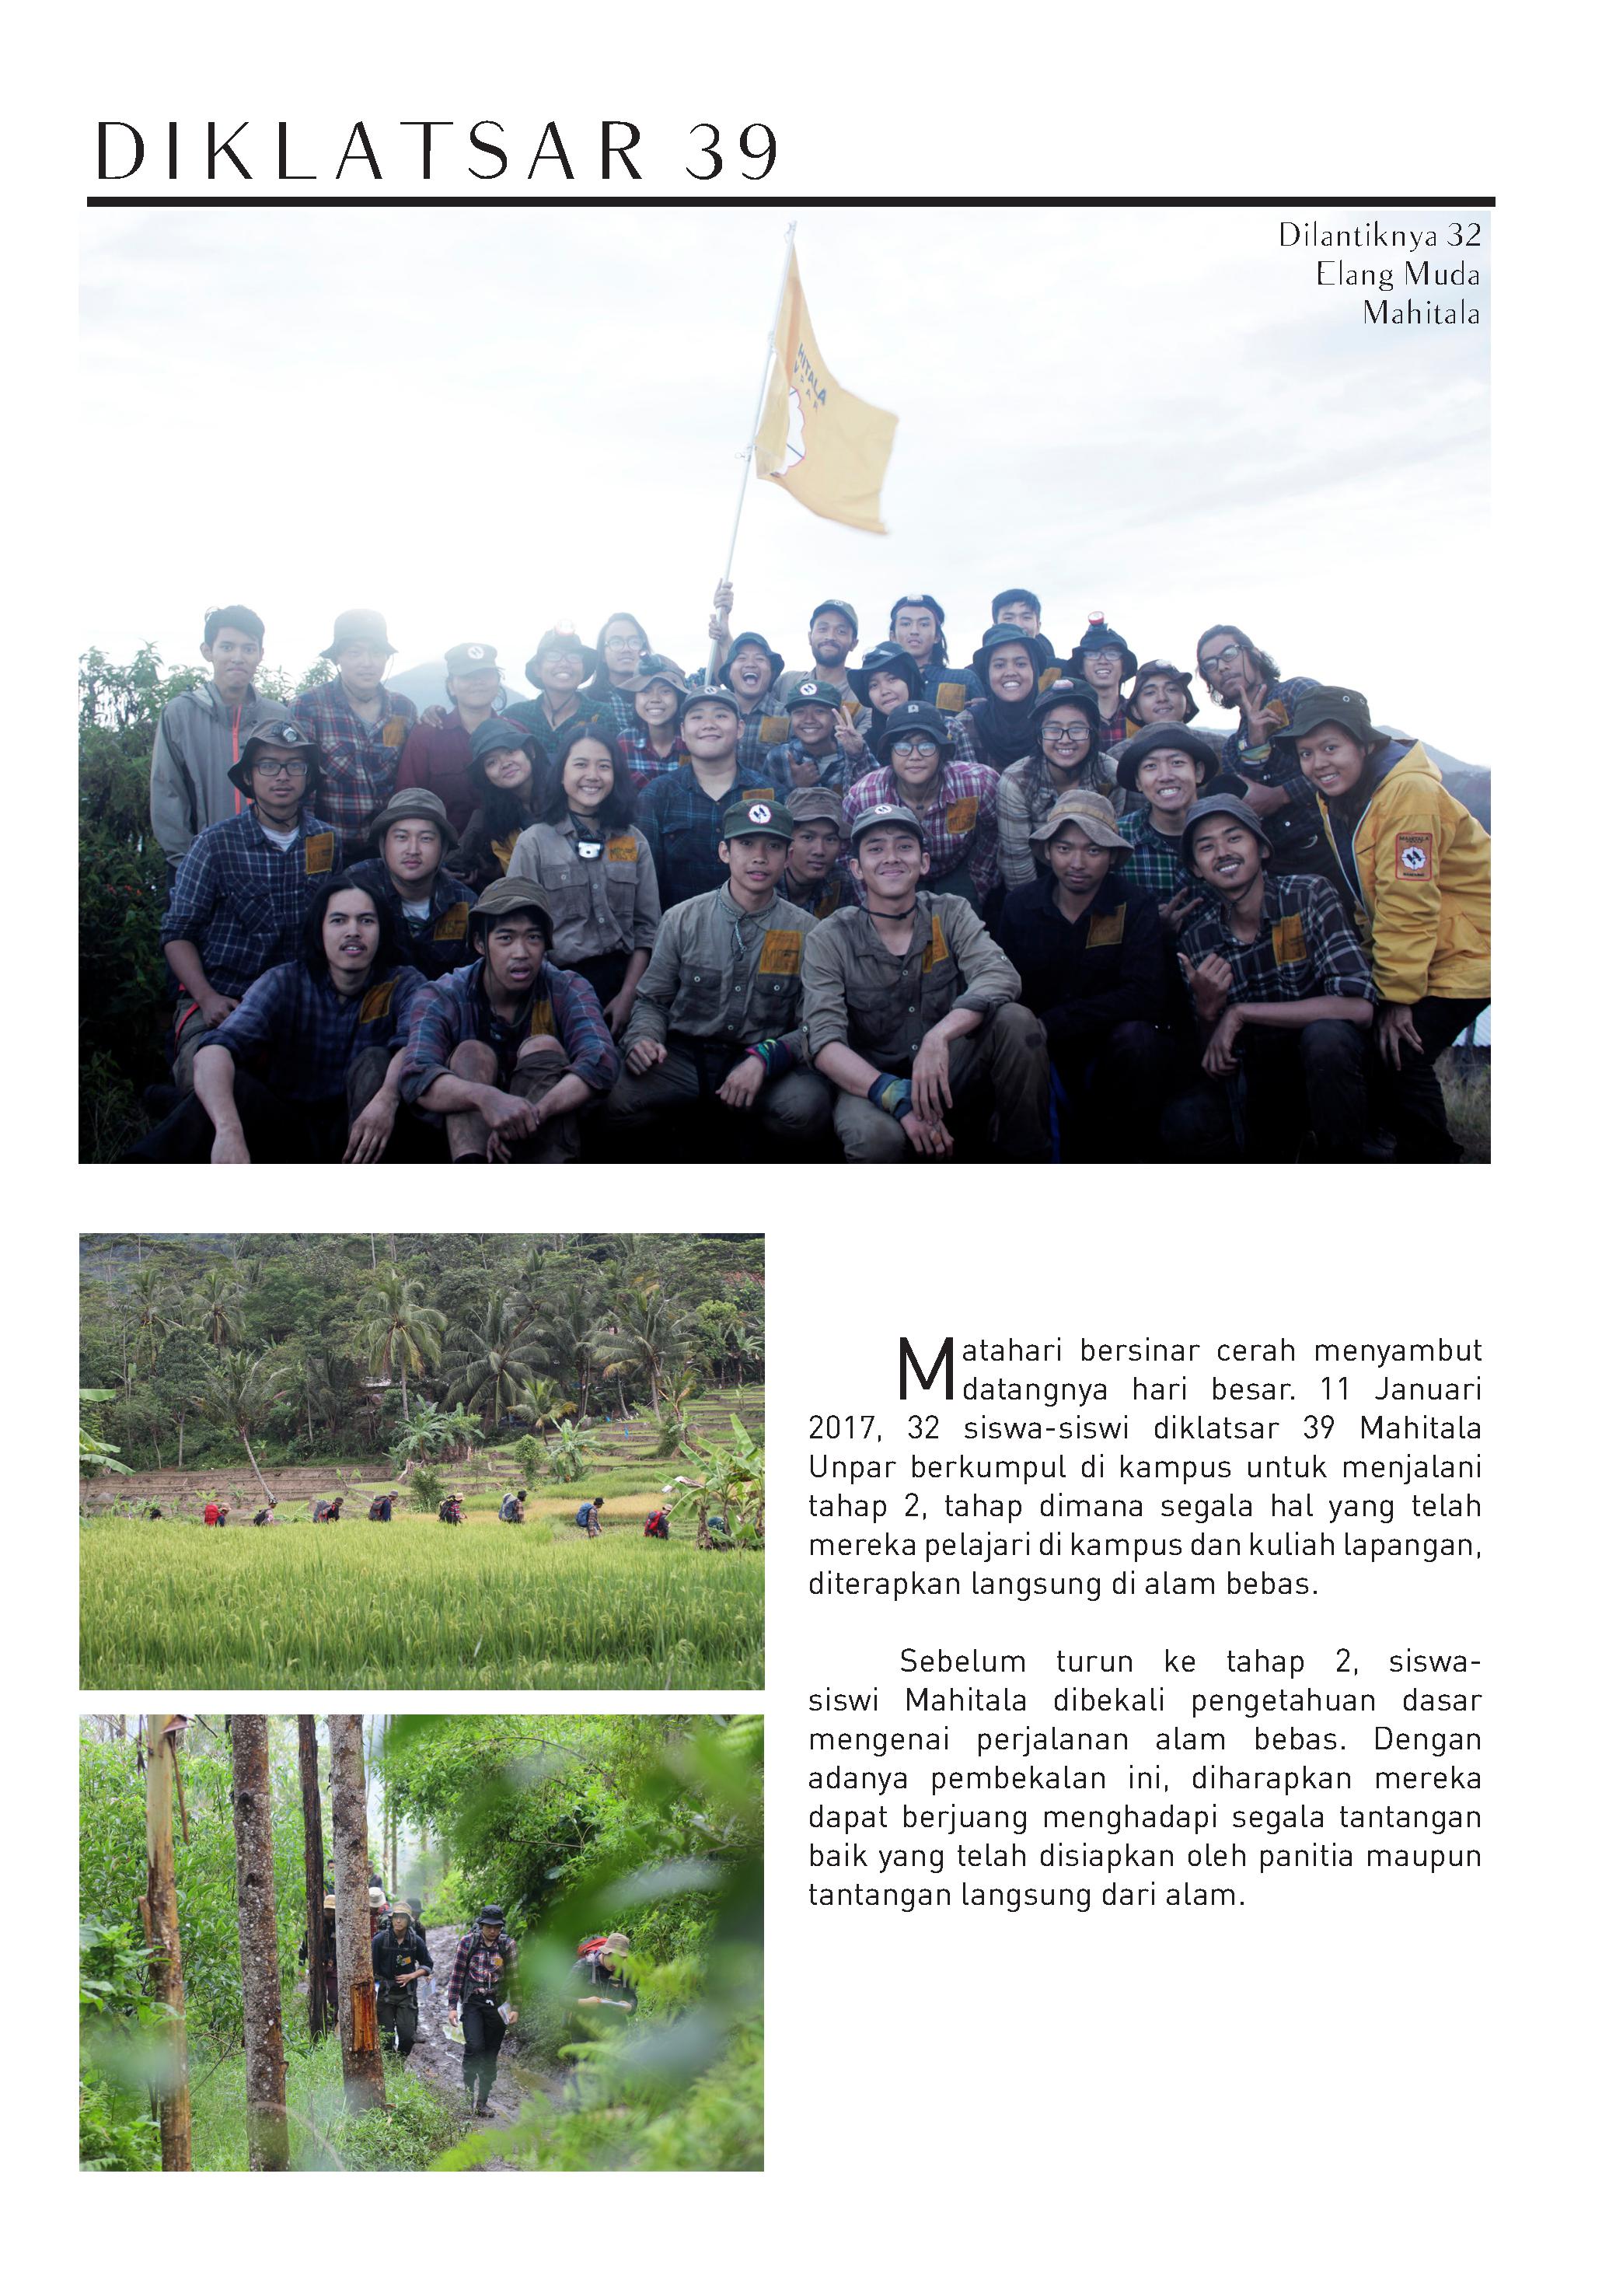 DIKLATSAR 39
Dilantiknya 32
Elang Muda
Mahitala
HITALA
Matahari bersinar cerah menyambut
datangnya hari besar. 11 Januari
2017, 32 siswa-siswi diklatsar 39 Mahitala
Unpar berkumpul di kampus untuk menjalani
tahap 2, tahap dimana segala hal yang telah
mereka pelajari di kampus dan kuliah lapangan,
diterapkan langsung di alam bebas.
Sebelum turun ke tahap 2, siswa-
siswi Mahitala dibekali pengetahuan dasar
mengenai perjalanan alam bebas. Dengan
adanya pembekalan ini, diharapkan mereka
dapat berjuang menghadapi segala tantangan
baik yang telah disiapkan oleh panitia maupun
tantangan langsung dari alam.